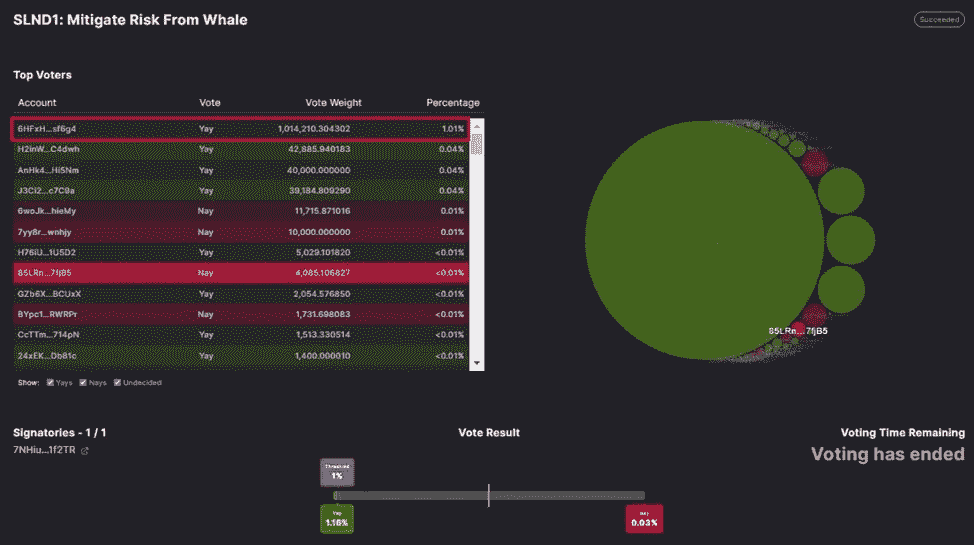 SLND1: Mitigate Risk From Whale
Succeeded
Top Voters
Account Vote Vote Weight Percentage
6HFxH...sf6g4 Yay 1,014,210.304302 1.01%
H2inW...C4dwh Yay 42,885.940183 0.04%
AnHk4...Hi5Nm Yay 40,000.000000 0.04%
J3Ci2...c7C9a Yay 39,184.809290 0.04%
6woJk...hieMy Nay 11,715.871016 0.01%
7yy8r...wnhjy Nay 10,000.000000 0.01%
H76iU...1U5D2 Yay 5,029.101820 <0.01%
85LRn...7fjB5 Nay 4,085.106827 <0.01%
GZb6X...BCUxX Yay 2,054.576850 <0.01%
BYpc1...RWRPr Nay 1,731.698083 <0.01%
CcTTm...714pN Yay 1,513.330514 <0.01%
24xEK...Db81c Yay 1,400.000010 <0.01%
85LRn...7fjB5
Show: Yays Nays Undecided
Signatories - 1 / 1
7NHiu...1f2TR
Vote Result
Threshold
1%
Yay
1.16%
Nay
0.03%
Voting Time Remaining
Voting has ended